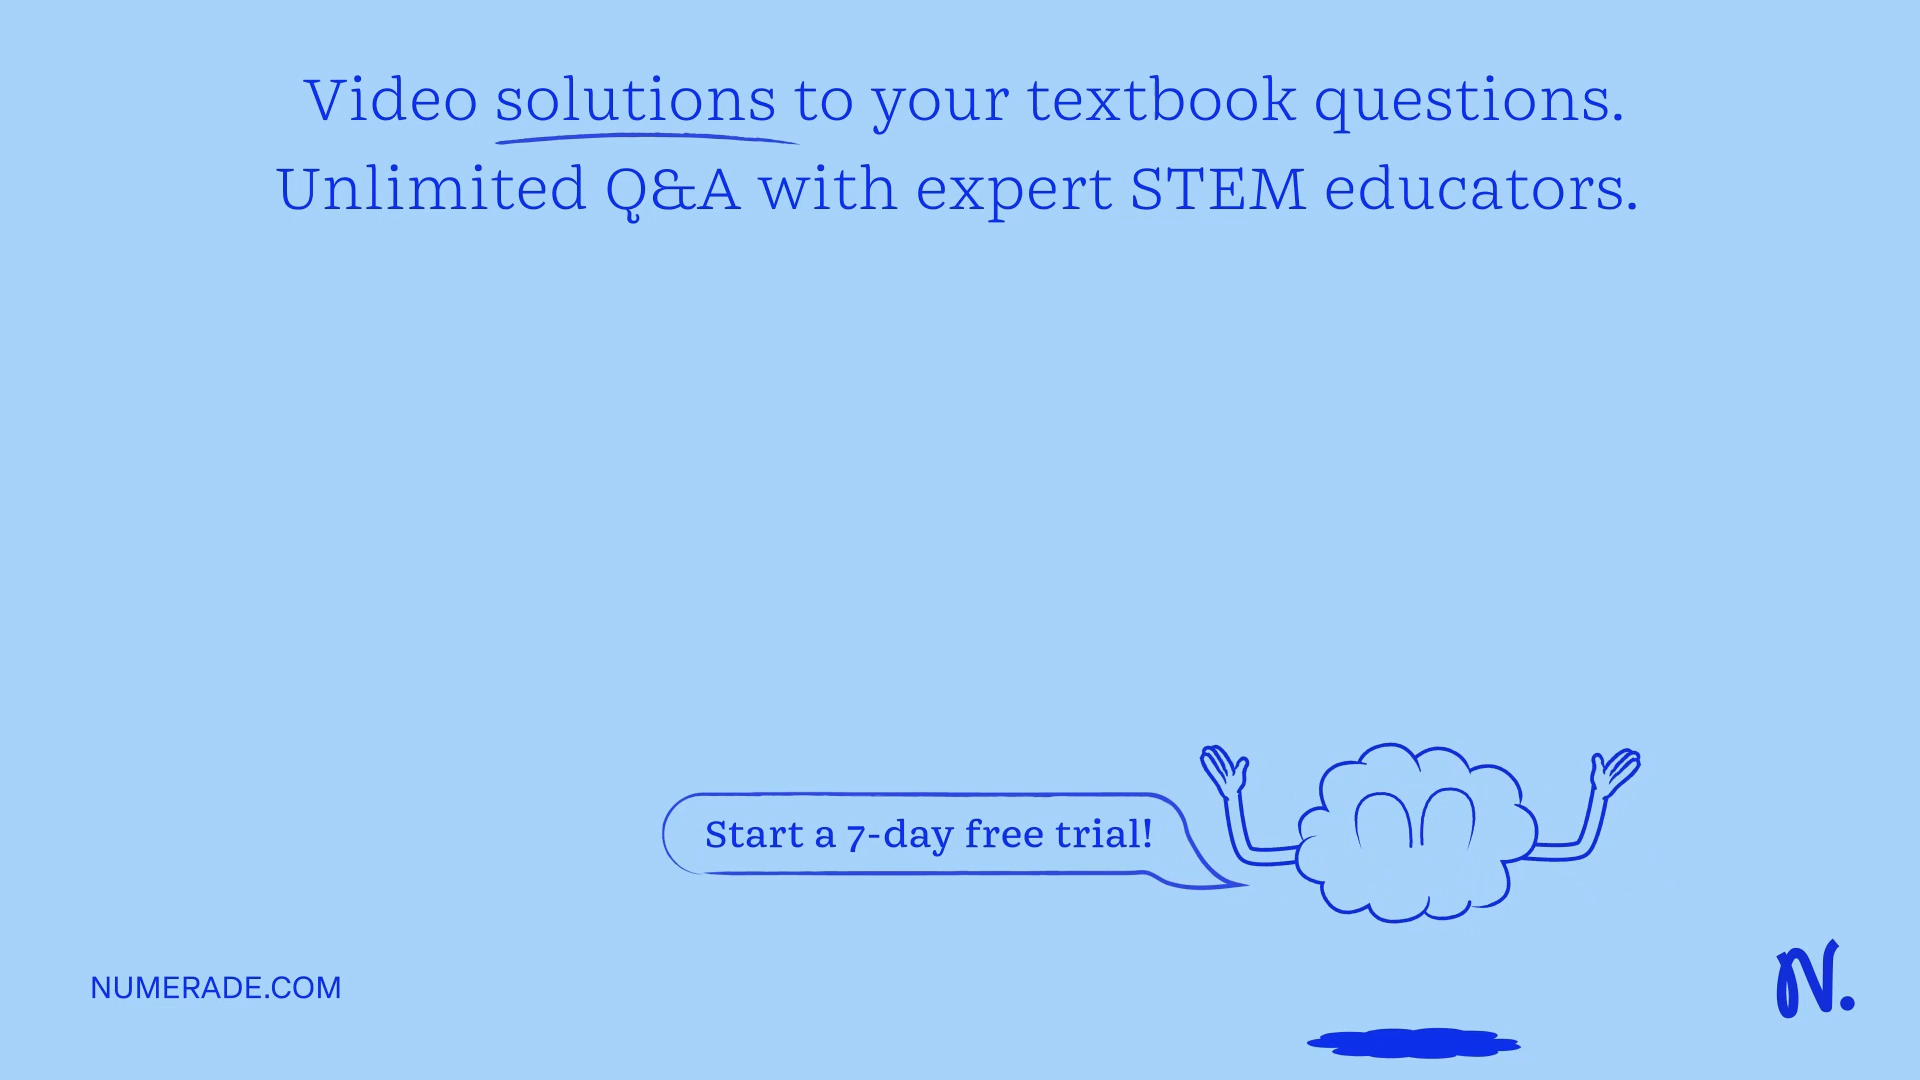 Video solutions to your textbook questions.
Unlimited Q&A with expert STEM educators.
Start a 7-day free trial!
NUMERADE.COM
N.